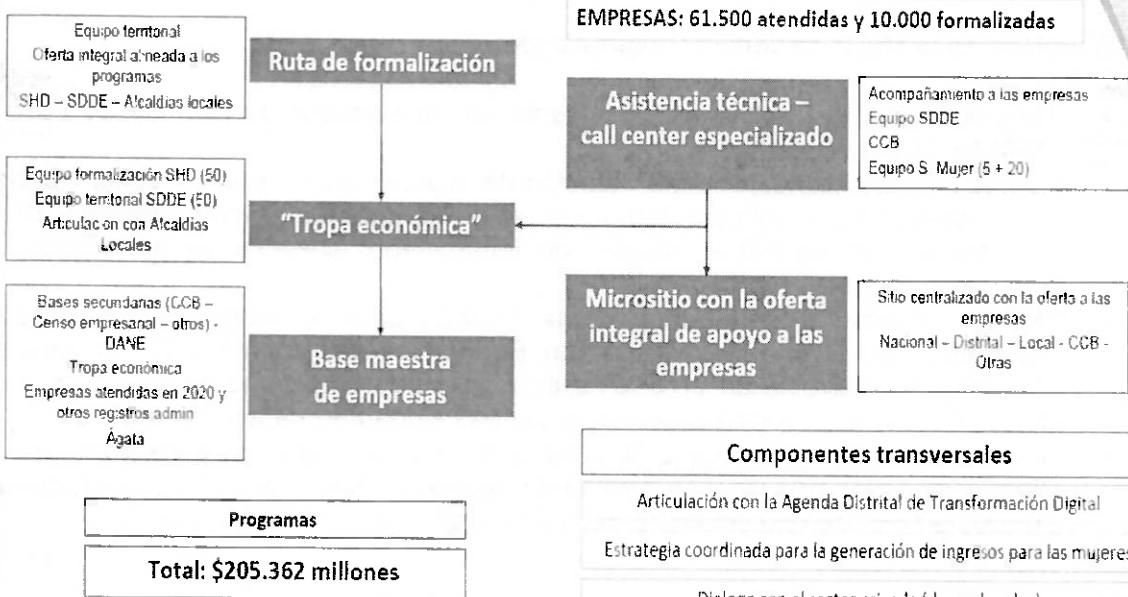 EMPRESAS: 61.500 atendidas y 10.000 formalizadas
Equipo territorial
Oferta integral alineada a los
programas
SHD – SDDE – Alcaldías locales
Ruta de formalización
Asistencia técnica –
call center especializado
Acompañamiento a las empresas
Equipo SDDE
CCB
Equipo S Mujer (5 + 20)
Equipo formalización SHD (50)
Equipo territorial SDDE (50)
Articulación con Alcaldías
Locales
"Tropa económica"
Bases secundarias (CCB –
Censo empresarial – otros) -
DANE
Tropa económica
Empresas atendidas en 2020 y
otros registros admin
Ágata
Base maestra
de empresas
Micrositio con la oferta
integral de apoyo a las
empresas
Sitio centralizado con la oferta a las
empresas
Nacional – Distrital – Local - CCB -
Otras
Programas
Total: $205.362 millones
Componentes transversales
Articulación con la Agenda Distrital de Transformación Digital
Estrategia coordinada para la generación de ingresos para las mujeres